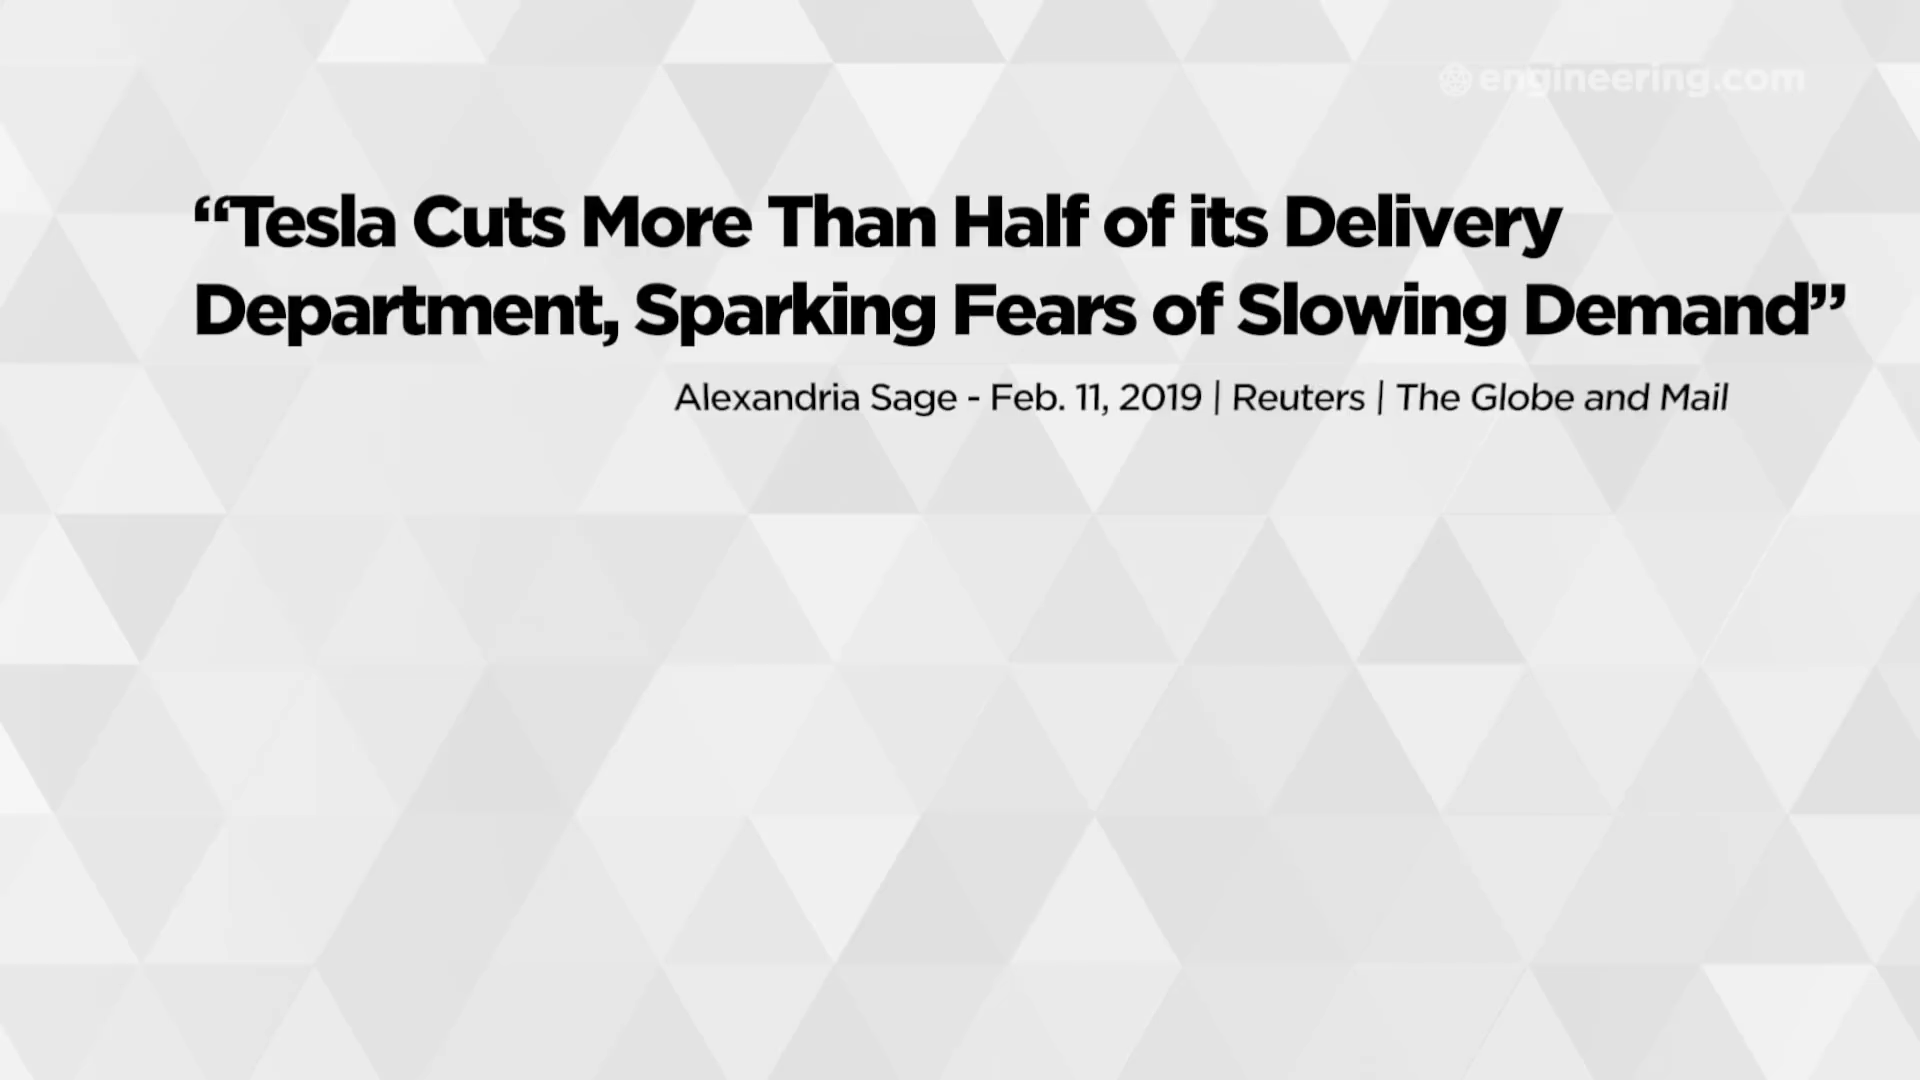 engineering.com
“Tesla Cuts More Than Half of its Delivery
Department, Sparking Fears of Slowing Demand”
Alexandria Sage - Feb. 11, 2019 | Reuters | The Globe and Mail